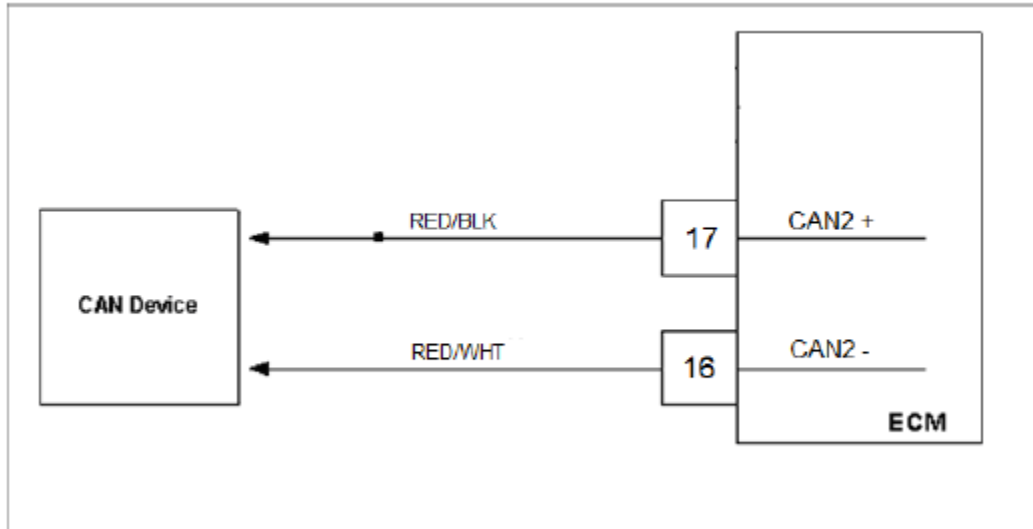 RED/BLK
17
CAN2 +
CAN Device
RED/WHT
16
CAN2 -
ECM